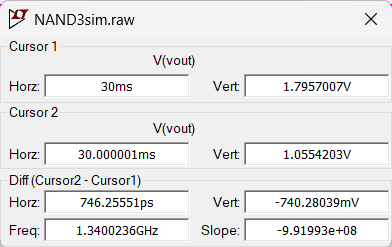 NAND3sim.raw
Cursor 1
V(vout)
Horz: 30ms Vert: 1.7957007V
Cursor 2
V(vout)
Horz: 30.000001ms Vert: 1.0554203V
Diff (Cursor2 - Cursor1)
Horz: 746.25551ps Vert: -740.28039mV
Freq: 1.3400236GHz Slope: -9.91993e+08